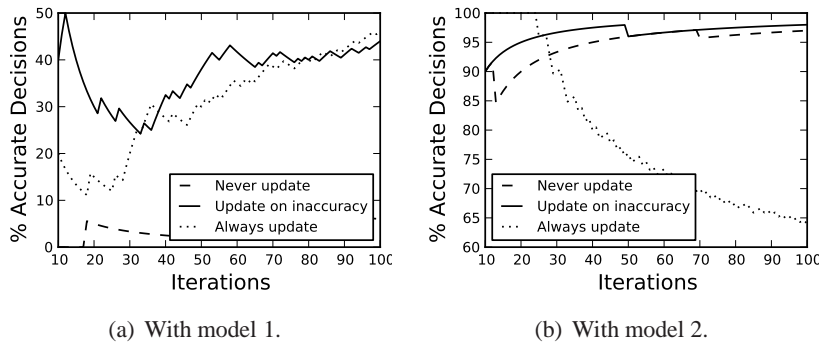 % Accurate Decisions
50
40
30
20
10
0
10 20 30 40 50 60 70 80 90 100
Iterations
Never update
Update on inaccuracy
Always update
(a) With model 1.
% Accurate Decisions
100
95
90
85
80
75
70
65
60
10 20 30 40 50 60 70 80 90 100
Iterations
Never update
Update on inaccuracy
Always update
(b) With model 2.